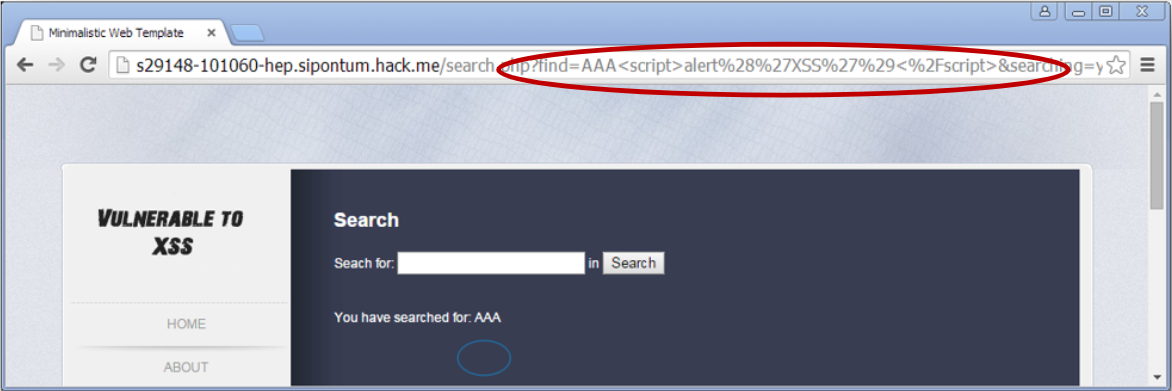 Minimalistic Web Template
s29148-101060-hep.sipontum.hack.me/search.php?find=AAA<script>alert%28%27XSS%27%29<%2Fscript>&searching=y
VULNERABLE TO
XSS
HOME
ABOUT
Search
Seach for: in Search
You have searched for: AAA